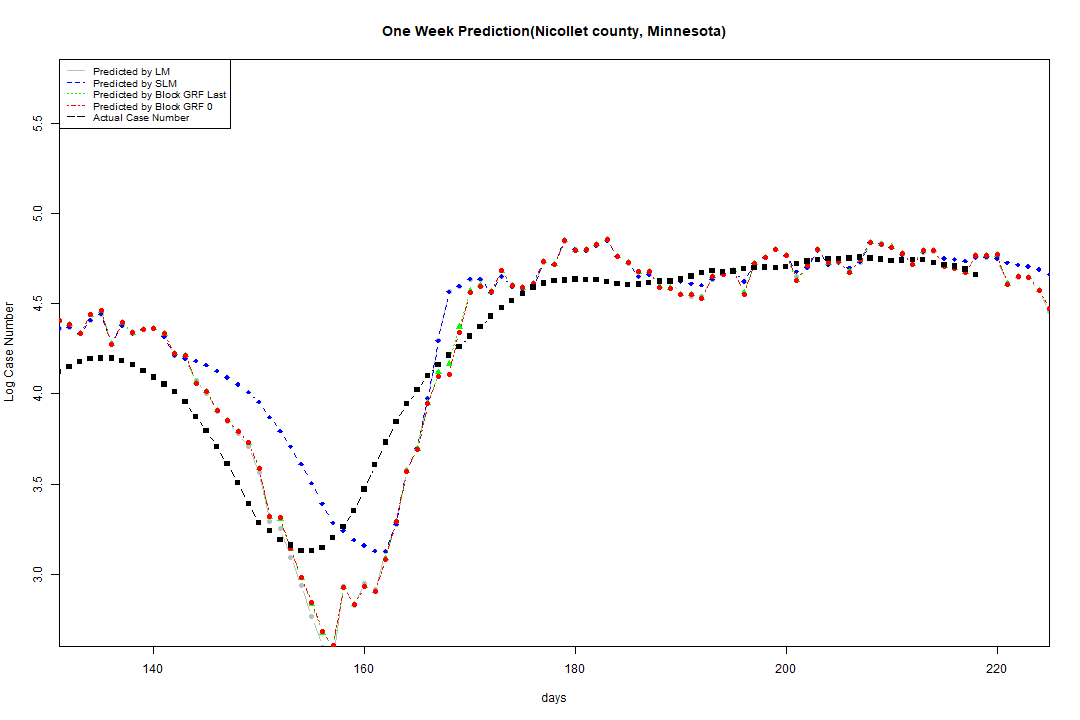 One Week Prediction(Nicollet county, Minnesota)
Predicted by LM
Predicted by SLM
Predicted by Block GRF Last
Predicted by Block GRF 0
Actual Case Number
Log Case Number
5.5
5.0
4.5
4.0
3.5
3.0
140 160 180 200 220
days